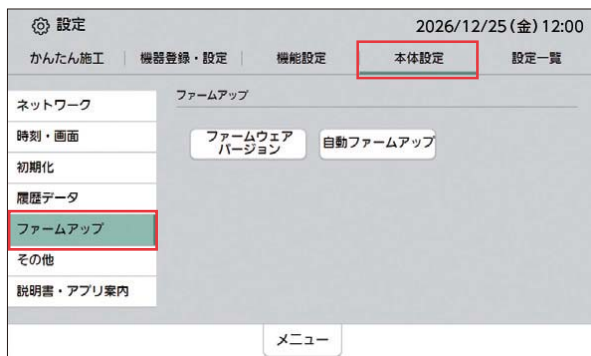 設定 2026/12/25(金)12:00
かんたん施工 機器登録・設定 機能設定 本体設定 設定一覧
ネットワーク
時刻・画面
初期化
履歴データ
ファームアップ
その他
説明書・アプリ案内
ファームアップ
ファームウェア
バージョン
自動ファームアップ
メニュー